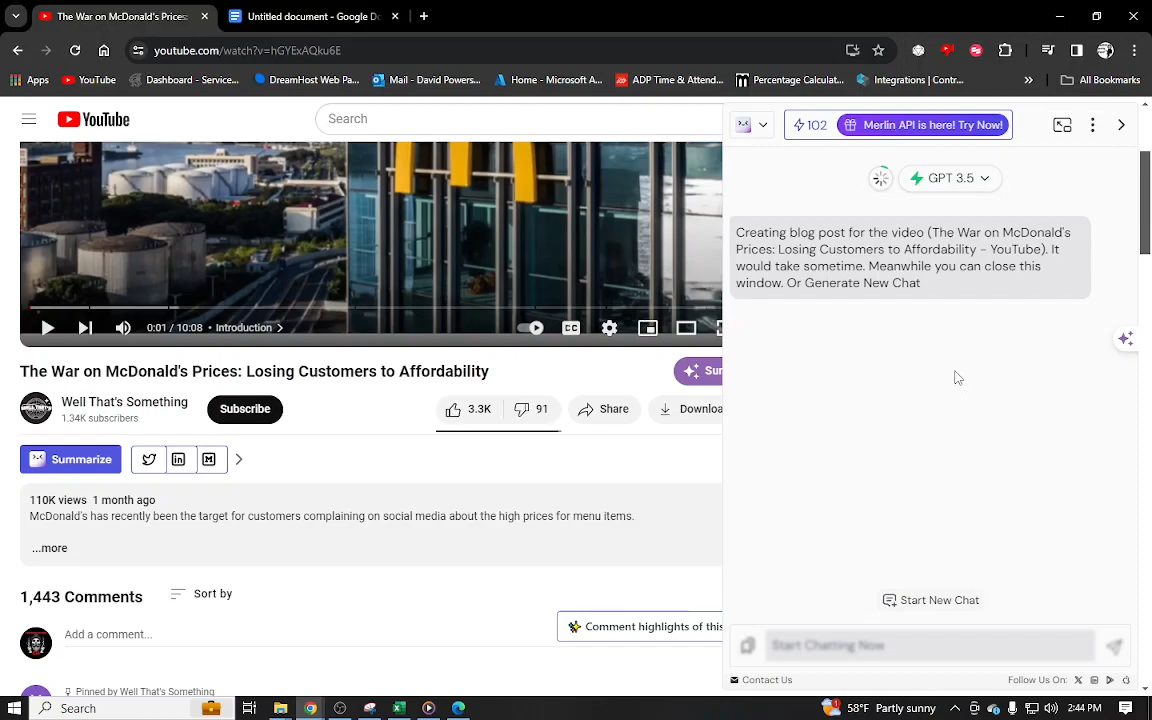 The War on McDonald's Prices:
Untitled document - Google Do
youtube.com/watch?v=hGYExAQku6E
Apps
YouTube
Dashboard - Service...
DreamHost Web Pa...
Mail - David Powers...
Home - Microsoft A...
ADP Time & Attend...
Percentage Calculat...
Integrations | Contr...
All Bookmarks
YouTube
Search
102
Merlin API is here! Try Now!
GPT 3.5
Creating blog post for the video (The War on McDonald's
Prices: Losing Customers to Affordability - YouTube). It
would take sometime. Meanwhile you can close this
window. Or Generate New Chat
0:01 / 10:08 • Introduction
CC
The War on McDonald's Prices: Losing Customers to Affordability
Sur
Well That's Something
1.34K subscribers
Subscribe
3.3K
91
Share
Downloa
Summarize
110K views 1 month ago
McDonald's has recently been the target for customers complaining on social media about the high prices for menu items.
...more
1,443 Comments
Sort by
Add a comment...
Comment highlights of this
Pinned by Well That's Something
Start New Chat
Start Chatting Now
Contact Us
Follow Us On:
Search
58°F Partly sunny
2:44 PM